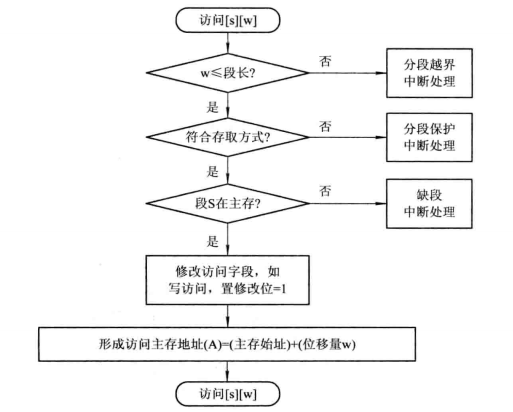 访问[s][w]
w≤段长?
否
分段越界
中断处理
是
符合存取方式?
否
分段保护
中断处理
是
段S在主存?
否
缺段
中断处理
是
修改访问字段，如
写访问，置修改位=1
形成访问主存地址(A)=(主存始址)+(位移量w)
访问[s][w]